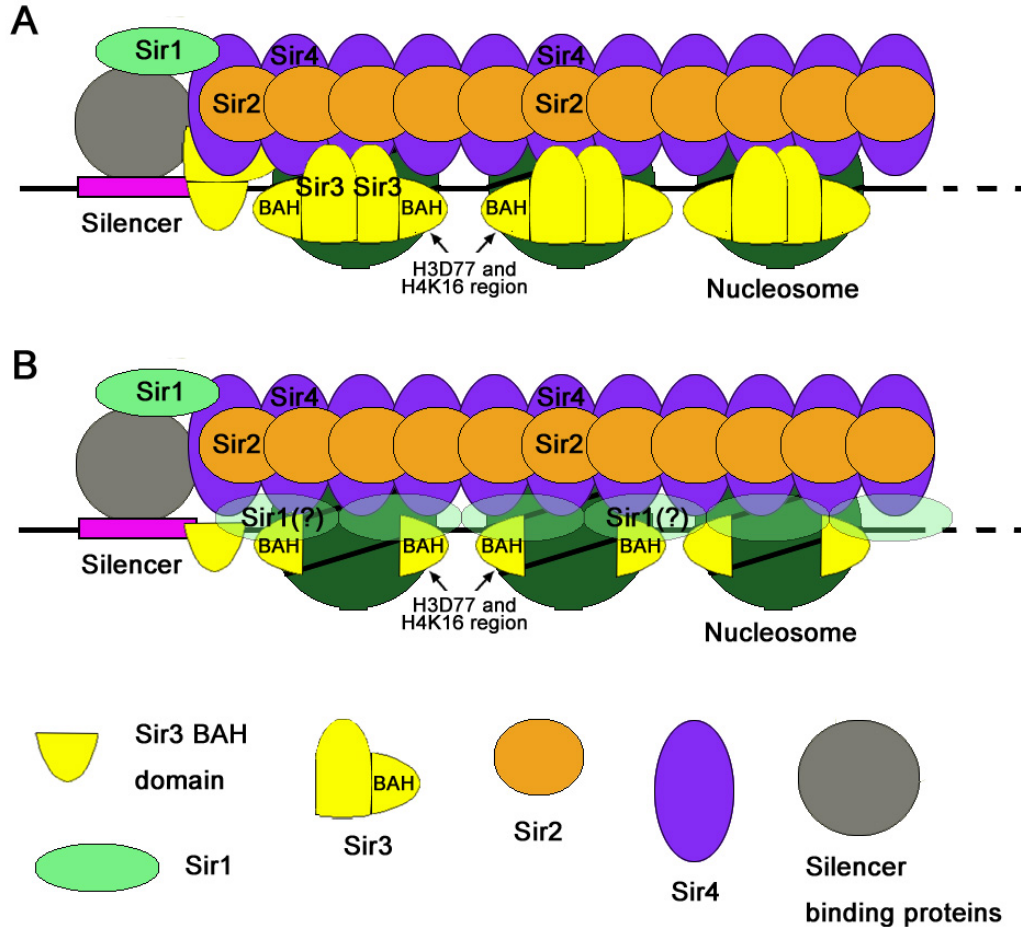 A
Sir1
Sir4
Sir4
Sir2
Sir2
Sir3
Sir3
BAH
BAH
BAH
Silencer
H3D77 and
H4K16 region
Nucleosome
B
Sir1
Sir4
Sir4
Sir2
Sir2
Sir1(?)
Sir1(?)
BAH
BAH
BAH
BAH
Silencer
H3D77 and
H4K16 region
Nucleosome
Sir3 BAH
domain
BAH
Sir3
Sir2
Sir4
Sir1
Silencer
binding proteins